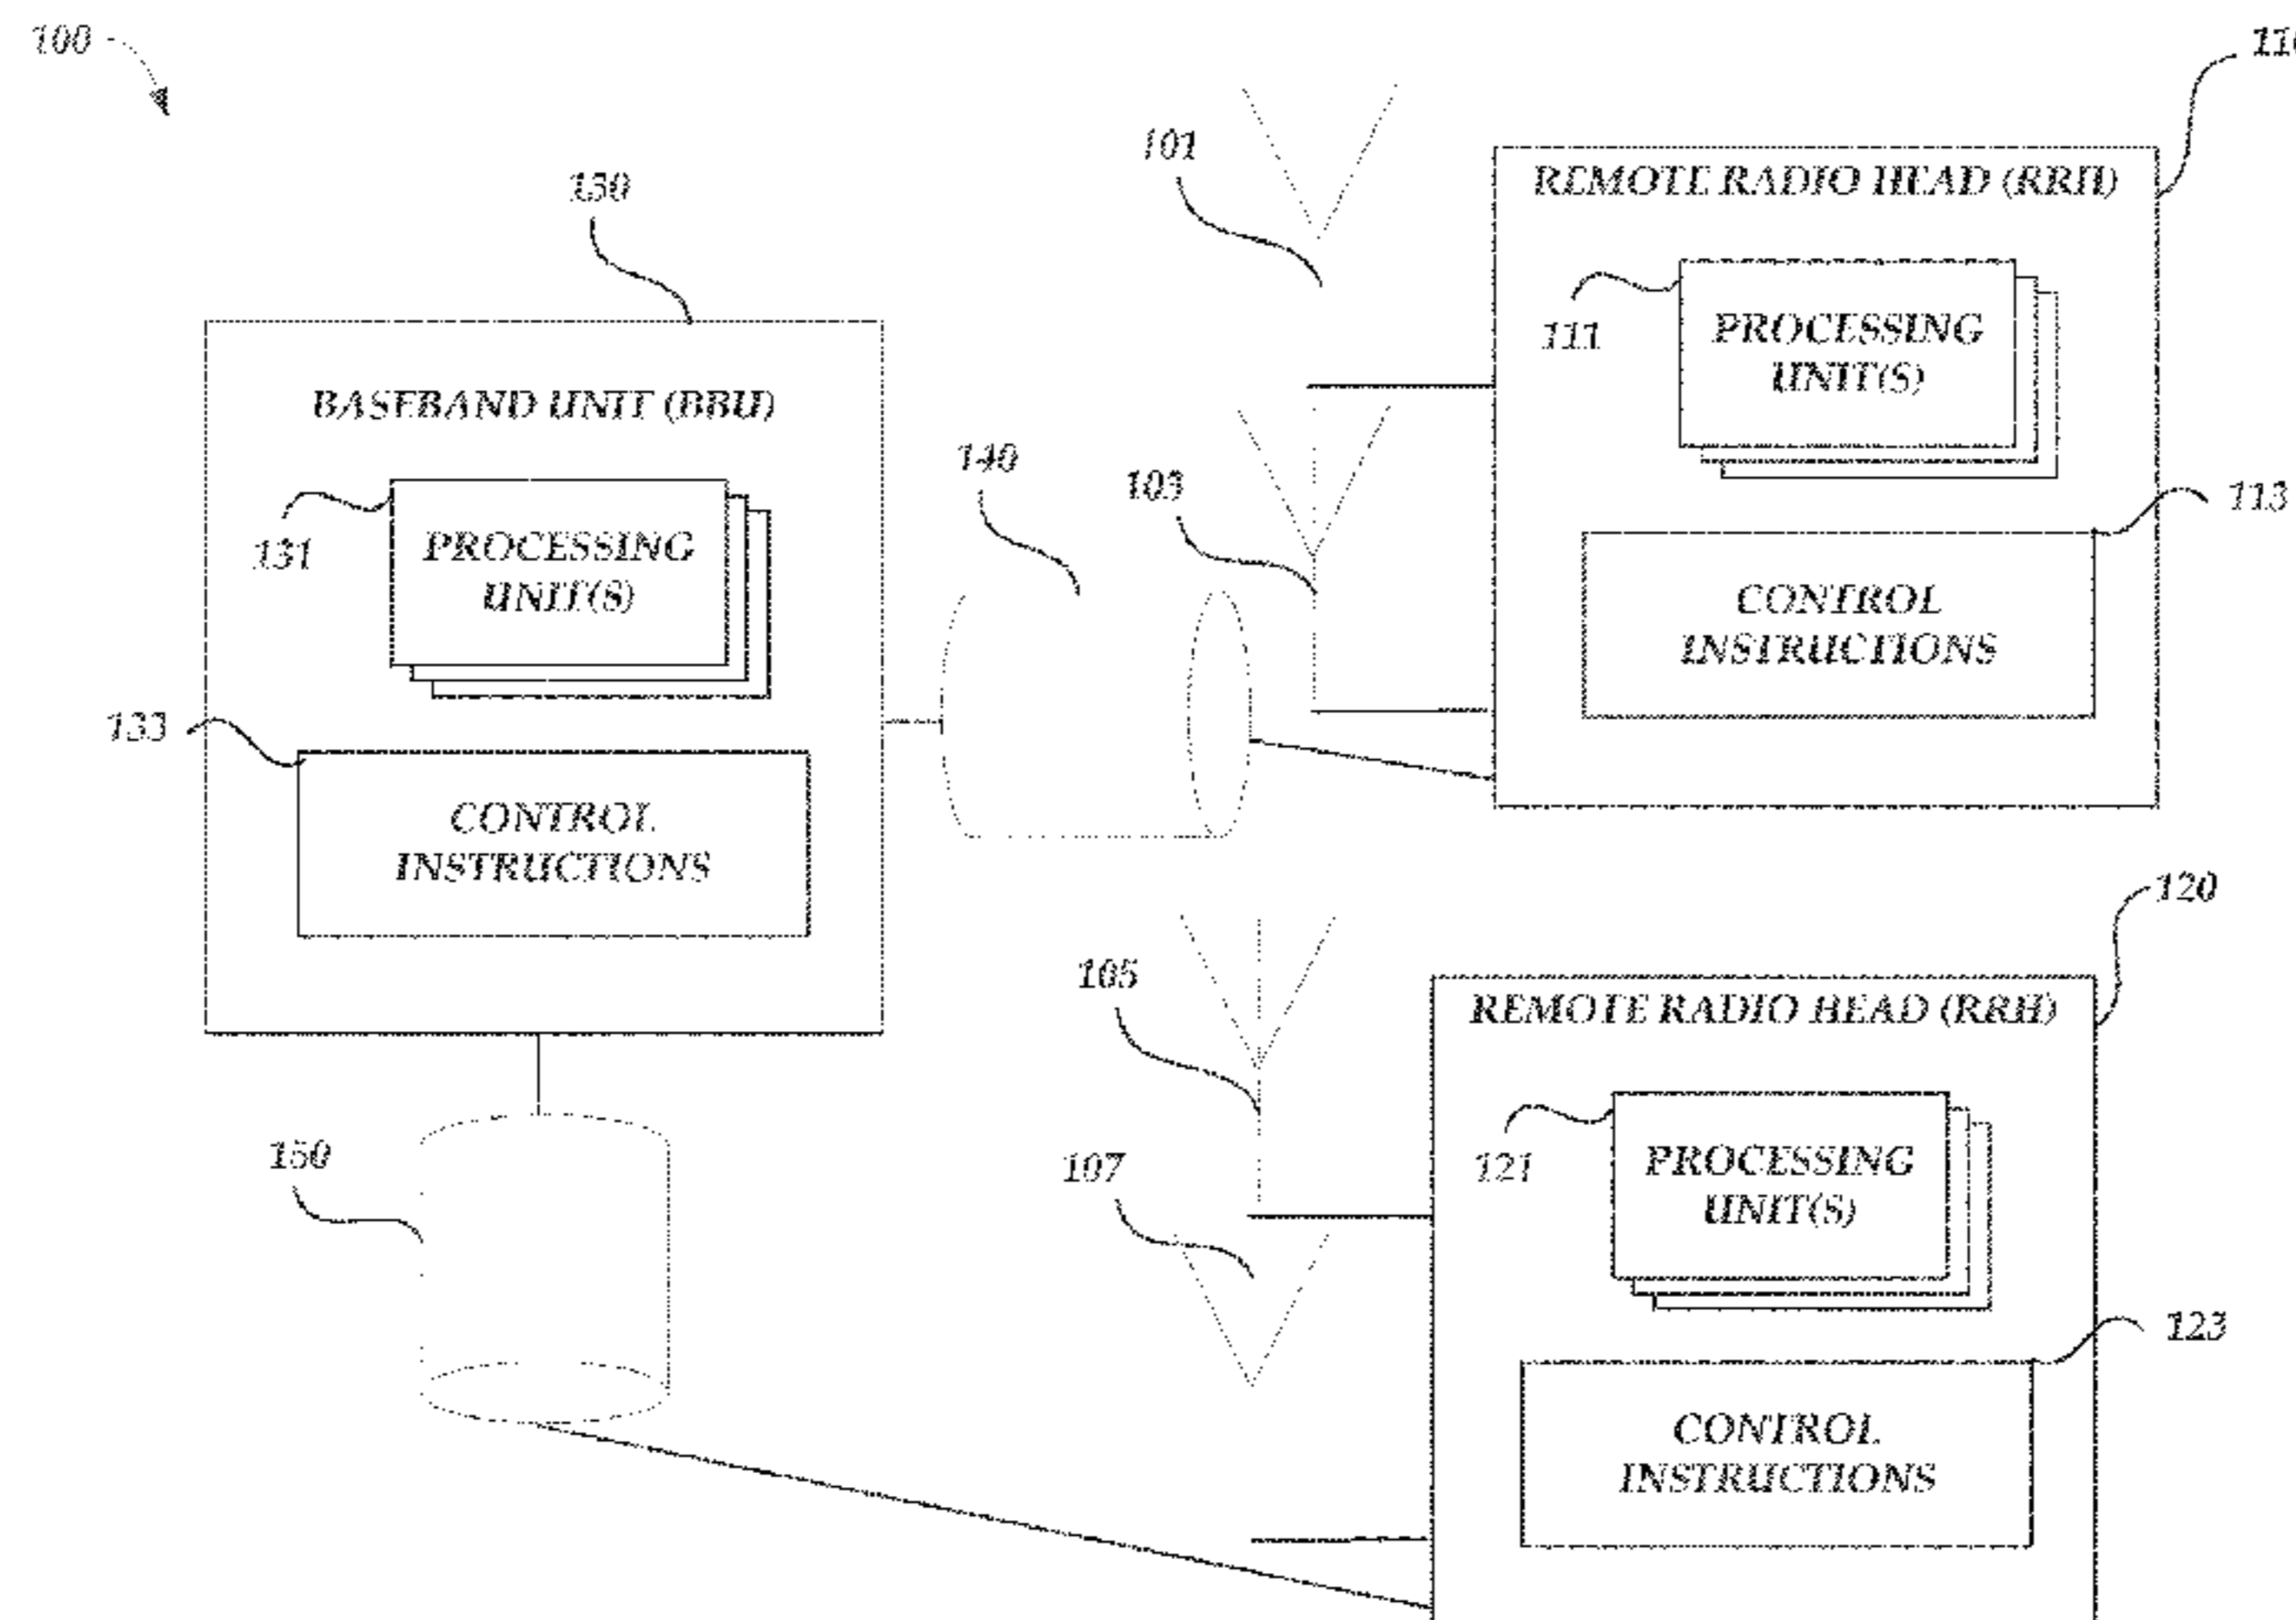 100
101
REMOTE RADIO HEAD (RRH)
130
111
PROCESSING
UNIT(S)
BASEBAND UNIT (BBU)
140
103
113
131
PROCESSING
UNIT(S)
CONTROL
INSTRUCTIONS
133
CONTROL
INSTRUCTIONS
120
105
REMOTE RADIO HEAD (RRH)
150
107
121
PROCESSING
UNIT(S)
123
CONTROL
INSTRUCTIONS